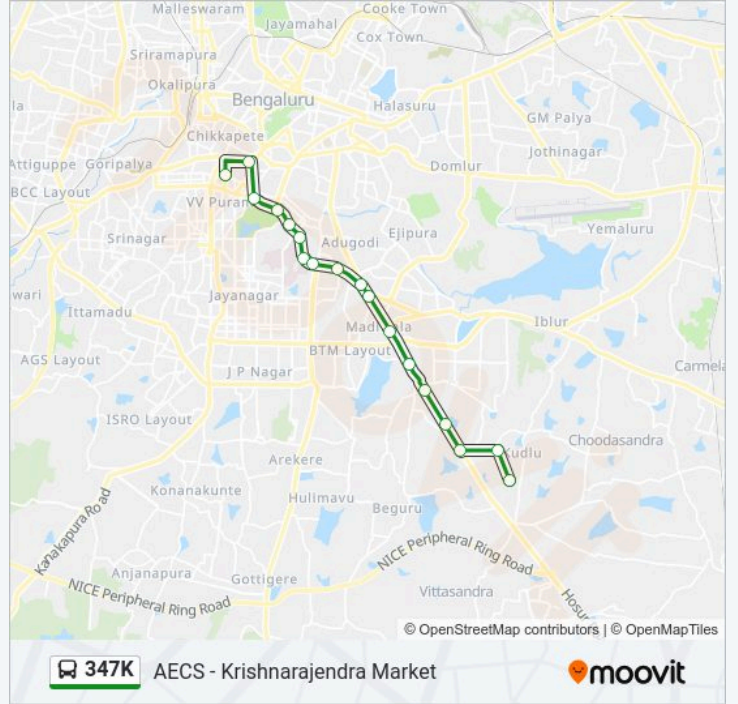 Malleswaram
Cooke Town
Jayamahal
Cox Town
Sriramapura
Okalipura
Bengaluru
Halasuru
GM Palya
Chikkapete
la
Attiguppe
Goripalya
Jothinagar
Domlur
BCC Layout
VV Puram
Yemaluru
Srinagar
Adugodi
Ejipura
wari
Jayanagar
Ittamadu
Iblur
AGS Layout
BTM Layout
Carmela
J P Nagar
ISRO Layout
Choodasandra
Kudlu
Arekere
Konanakunte
Hulimavu
Beguru
Kanakapura Road
NICE Peripheral Ring Road
Anjanapura
Gottigere
NICE Peripheral Ring Road
Vittasandra
Hosur
© OpenStreetMap contributors | © OpenMapTiles
347K AECS - Krishnarajendra Market
moovit